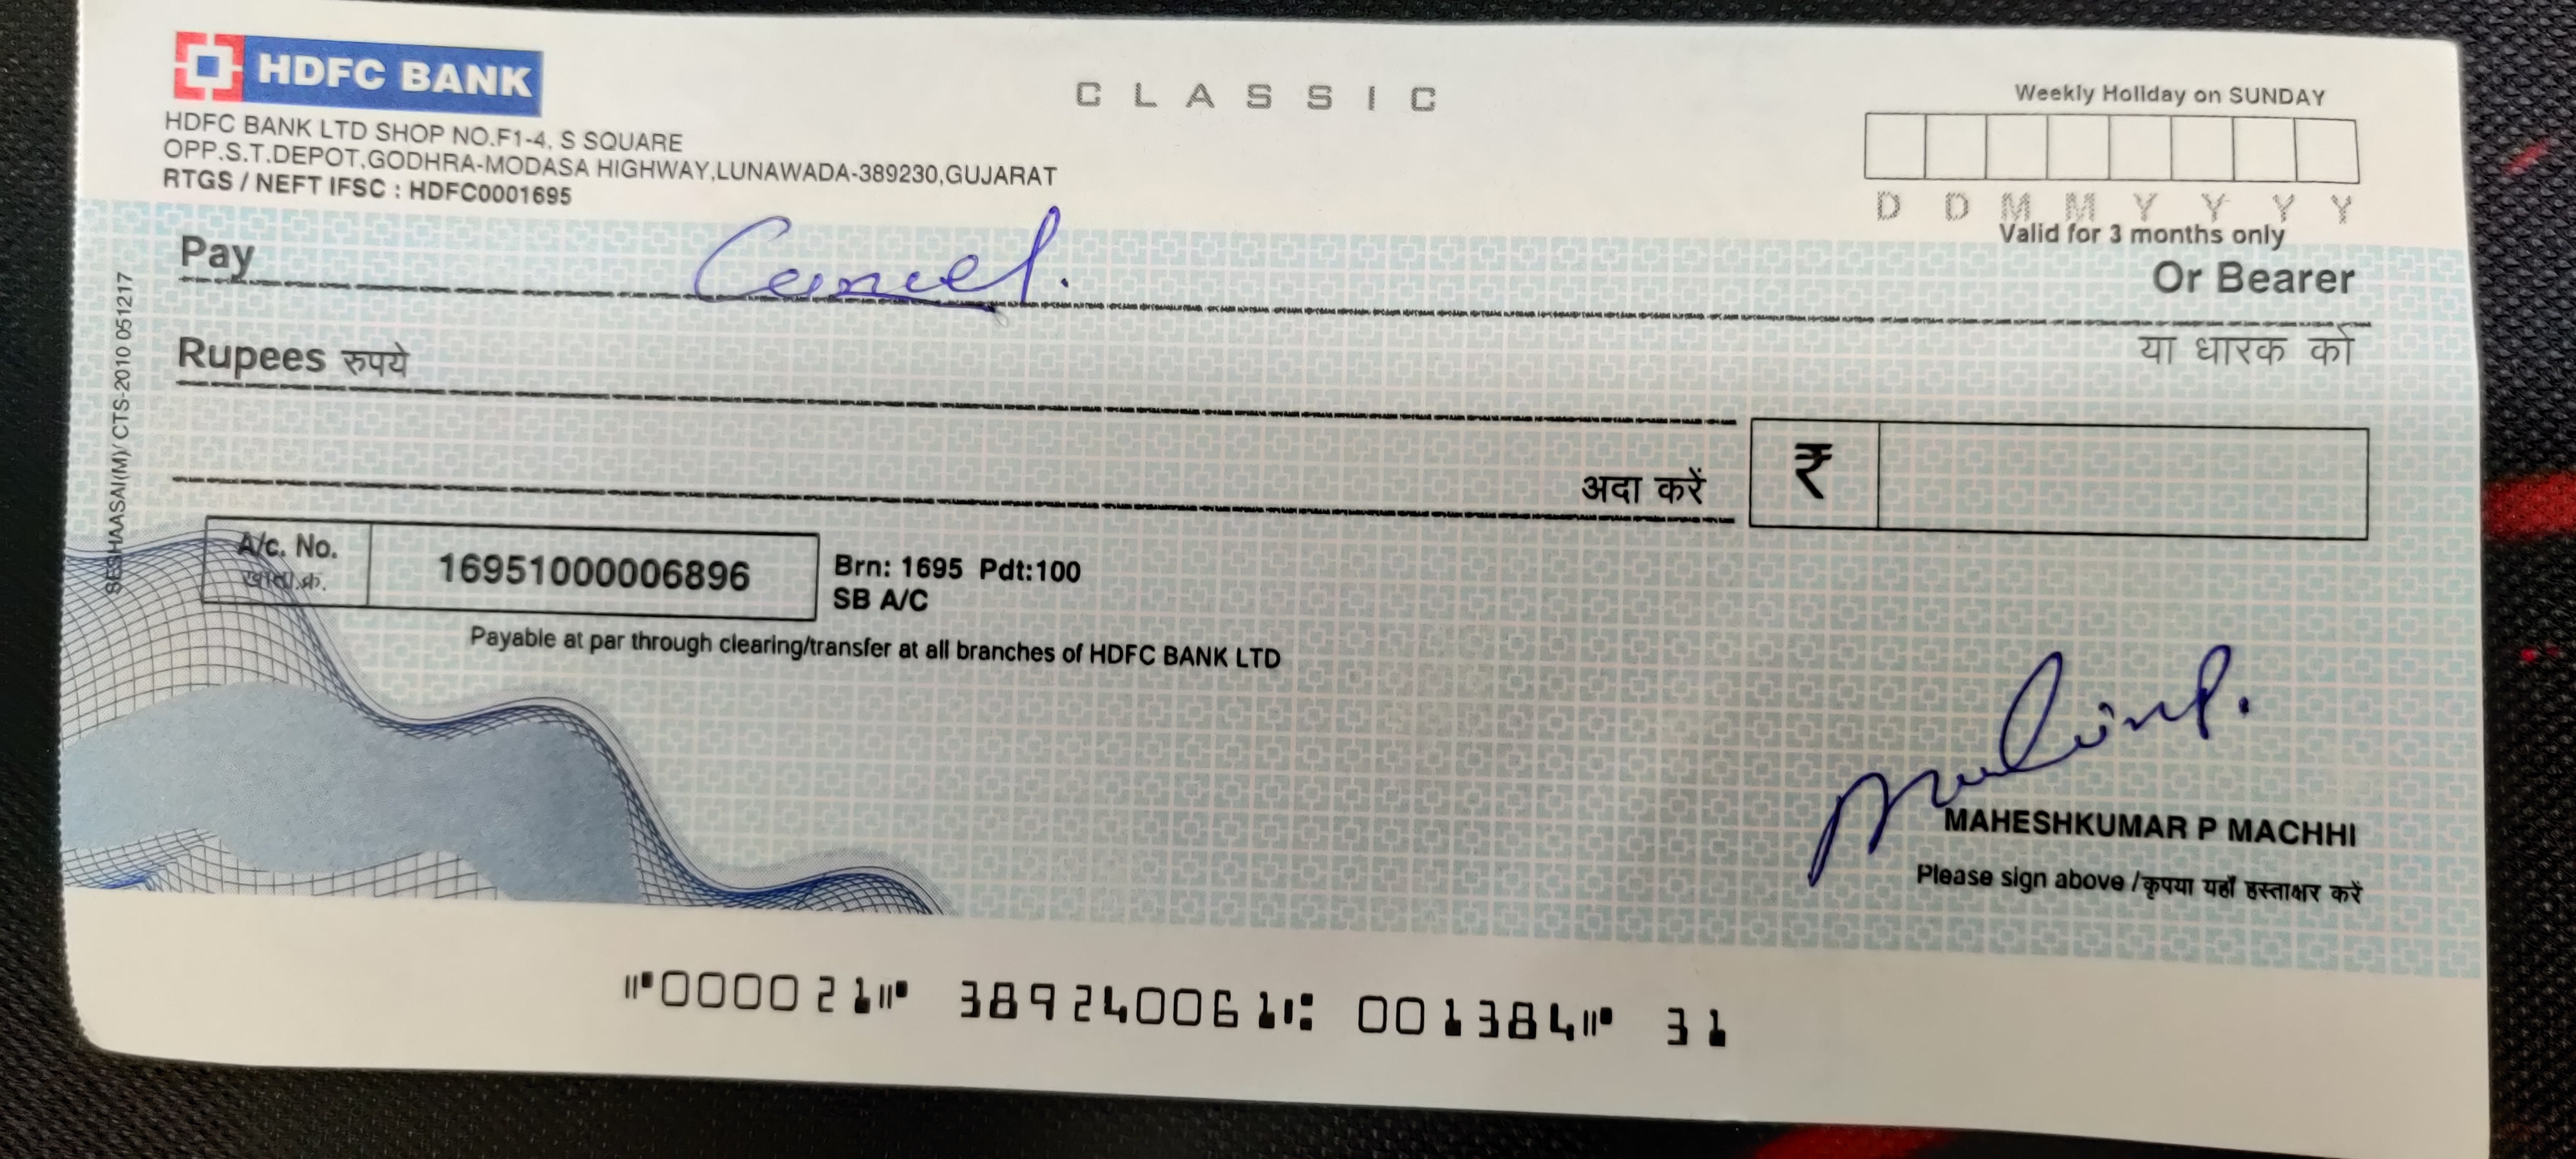 HDFC BANK
CLASSIC
HDFC BANK LTD SHOP NO.F1-4, S SQUARE
OPP.S.T.DEPOT,GODHRA-MODASA HIGHWAY,LUNAWADA-389230,GUJARAT
RTGS / NEFT IFSC : HDFC0001695
Weekly Holiday on SUNDAY
D D M M Y Y Y Y
Valid for 3 months only
Pay Cancel.
Or Bearer
या धारक को
Rupees रुपये
अदा करें ₹
A/c. No.
खाता.क्र.
16951000006896
Brn: 1695 Pdt:100
SB A/C
Payable at par through clearing/transfer at all branches of HDFC BANK LTD
SESHAASAI(M)/ CTS-2010 051217
MAHESHKUMAR P MACHHI
Please sign above /कृपया यहाँ हस्ताक्षर करें
⑈000021⑈ 389240061⑆ 001384⑈ 31